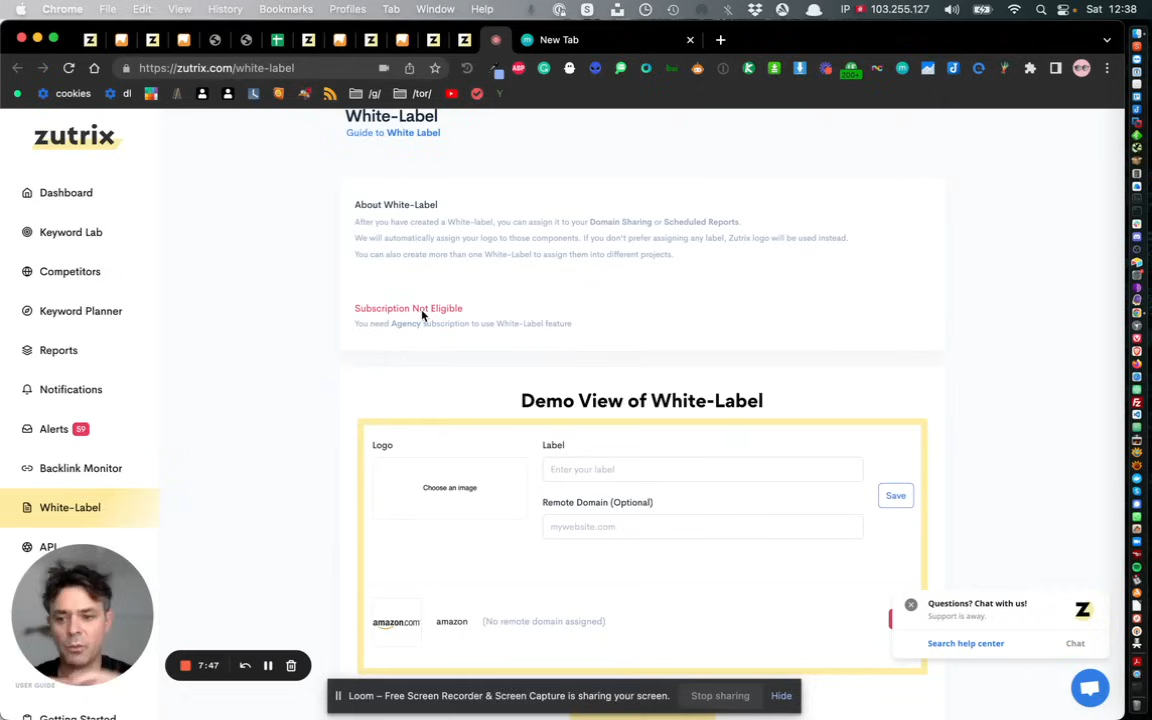 Chrome File Edit View History Bookmarks Profiles Tab Window Help
IP 103.255.127 Sat 12:38
New Tab
https://zutrix.com/white-label
200+
cookies dl /g/ /tor/
zutrix
Dashboard
Keyword Lab
Competitors
Keyword Planner
Reports
Notifications
Alerts 59
Backlink Monitor
White-Label
API
USER GUIDE
Getting Started
White-Label
Guide to White Label
About White-Label
After you have created a White-label, you can assign it to your Domain Sharing or Scheduled Reports.
We will automatically assign your logo to those components. If you don't prefer assigning any label, Zutrix logo will be used instead.
You can also create more than one White-Label to assign them into different projects.
Subscription Not Eligible
You need Agency subscription to use White-Label feature
Demo View of White-Label
Logo
Choose an image
Label
Enter your label
Remote Domain (Optional)
mywebsite.com
Save
amazon.com amazon (No remote domain assigned)
Questions? Chat with us!
Support is away.
Search help center Chat
7:47
Loom – Free Screen Recorder & Screen Capture is sharing your screen. Stop sharing Hide